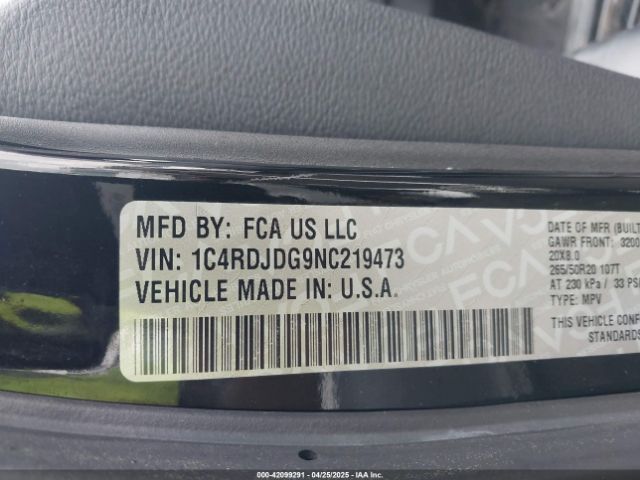 MFD BY: FCA US LLC
VIN: 1C4RDJDG9NC219473
VEHICLE MADE IN: U.S.A.
DATE OF MFR (BUILT
GAWR FRONT: 3200
20X8.0
265/50R20 107T
AT 230 kPa / 33 PSI
TYPE: MPV
THIS VEHICLE CONF
STANDARDS
000-42099291 - 04/25/2025 - IAAI.COM